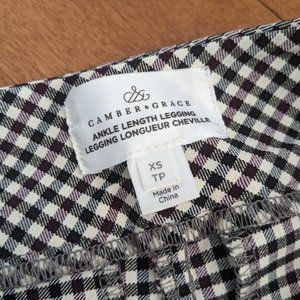 CAMBER & GRACE
ANKLE LENGTH LEGGING
LEGGING LONGUEUR CHEVILLE
XS
TP
Made in
China